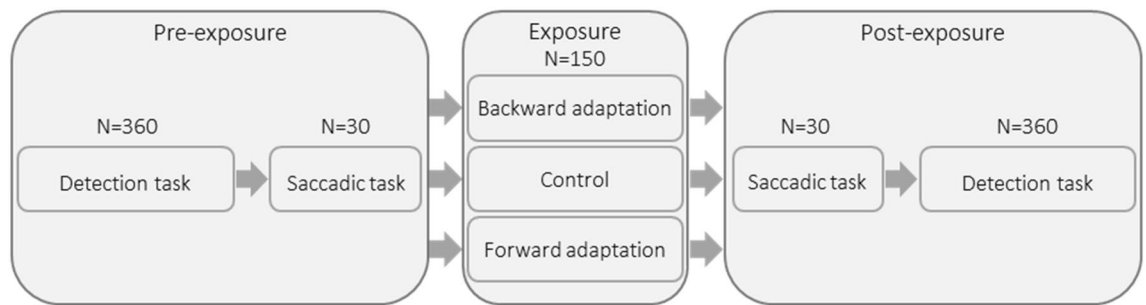 Pre-exposure
N=360
N=30
Detection task
Saccadic task
Exposure
N=150
Backward adaptation
Control
Forward adaptation
Post-exposure
N=30
N=360
Saccadic task
Detection task